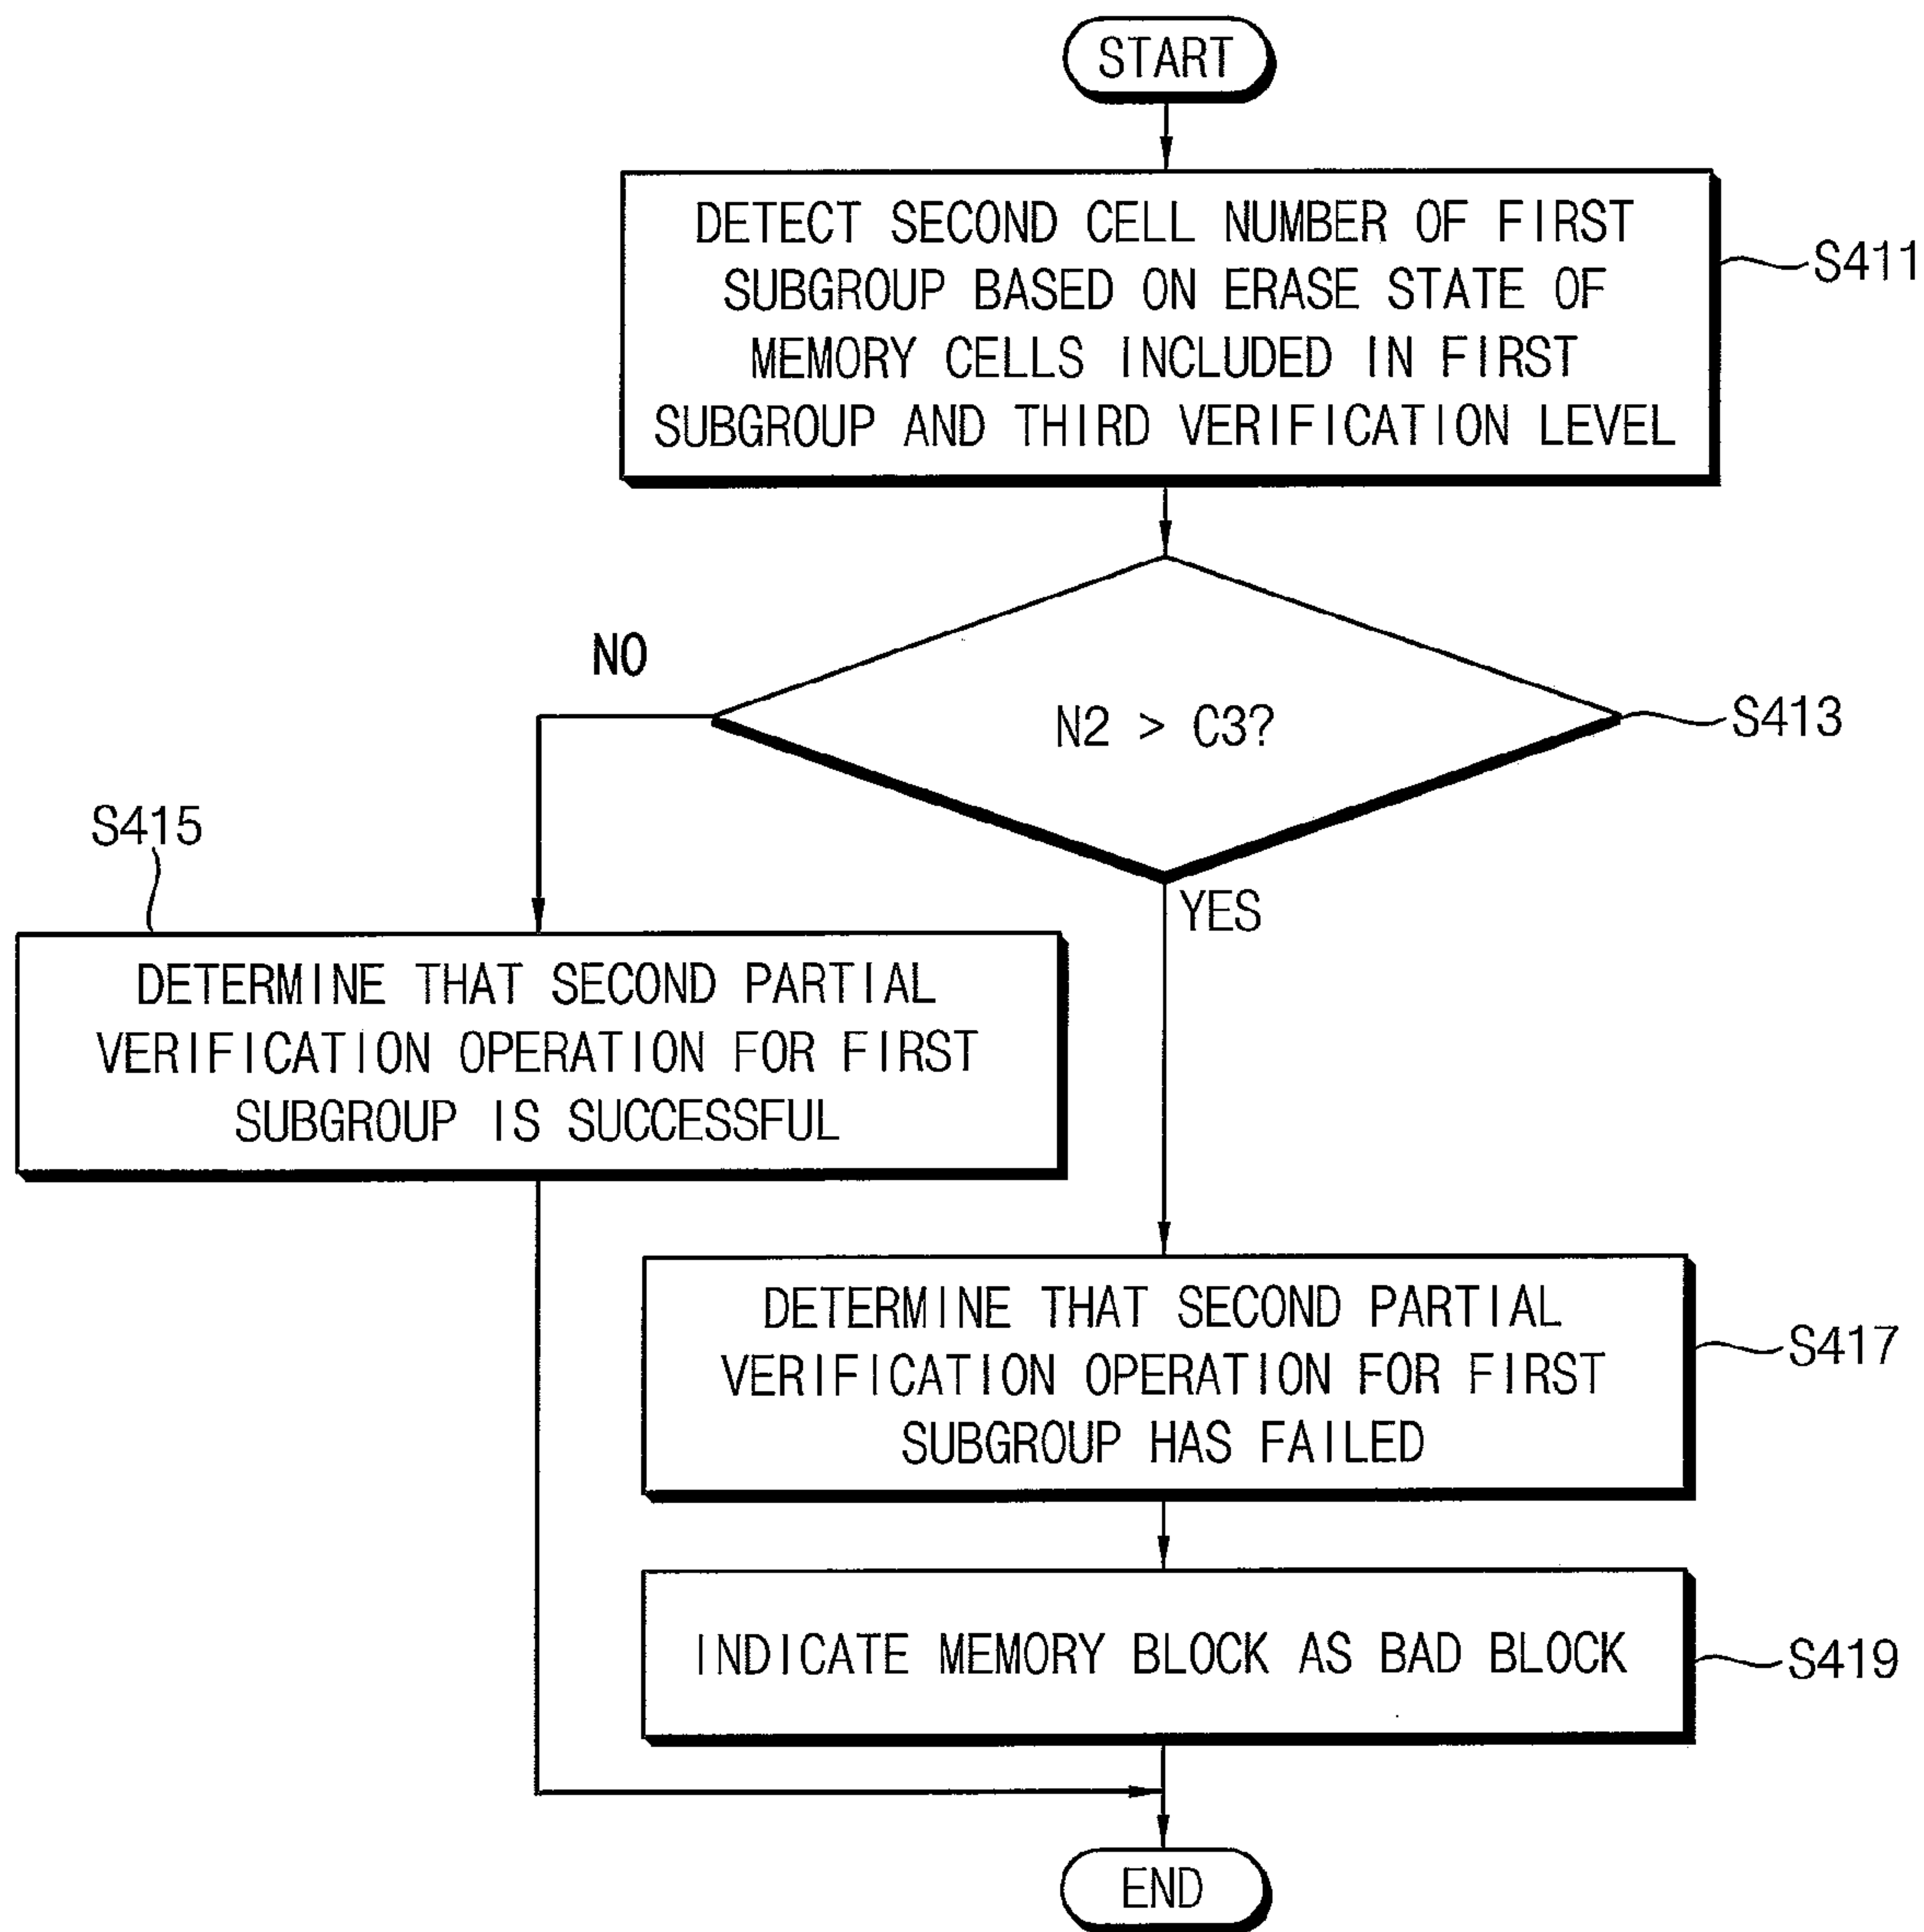 START
DETECT SECOND CELL NUMBER OF FIRST
SUBGROUP BASED ON ERASE STATE OF
MEMORY CELLS INCLUDED IN FIRST
SUBGROUP AND THIRD VERIFICATION LEVEL
S411
NO
N2 > C3?
S413
S415
YES
DETERMINE THAT SECOND PARTIAL
VERIFICATION OPERATION FOR FIRST
SUBGROUP IS SUCCESSFUL
DETERMINE THAT SECOND PARTIAL
VERIFICATION OPERATION FOR FIRST
SUBGROUP HAS FAILED
S417
INDICATE MEMORY BLOCK AS BAD BLOCK
S419
END